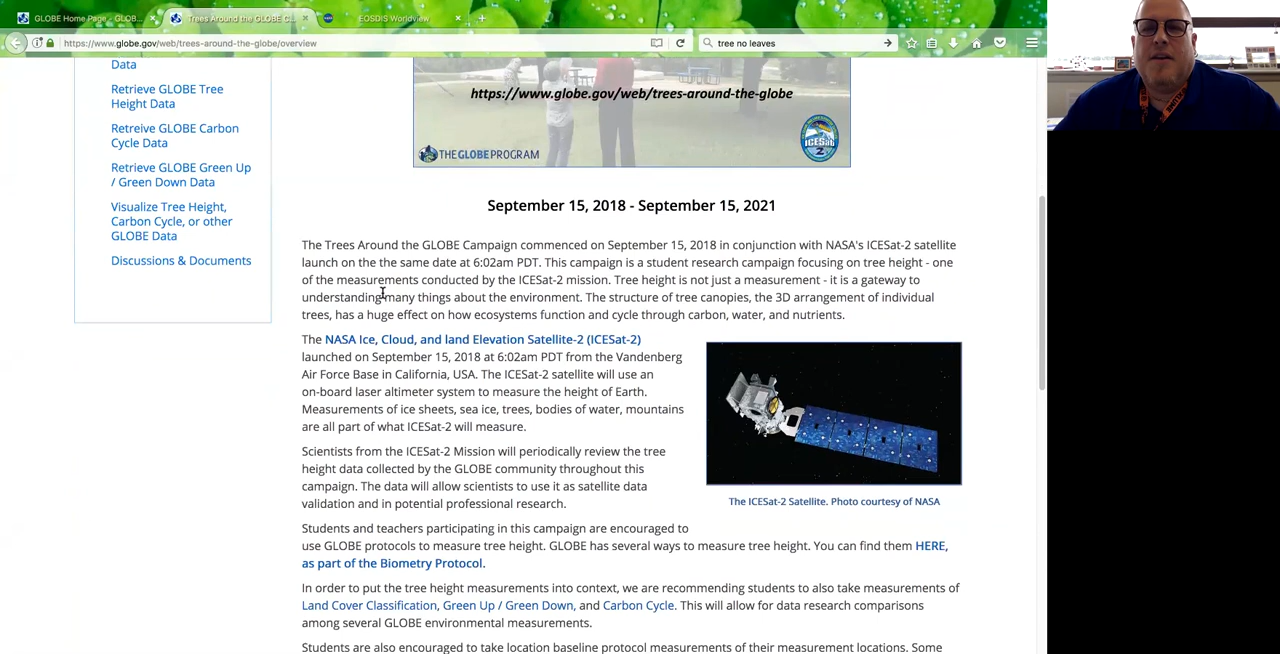 GLOBE Home Page - GLOB...
Trees Around the GLOBE C...
EOSDIS Worldview
https://www.globe.gov/web/trees-around-the-globe/overview
tree no leaves
Data
Retrieve GLOBE Tree
Height Data
Retreive GLOBE Carbon
Cycle Data
Retrieve GLOBE Green Up
/ Green Down Data
Visualize Tree Height,
Carbon Cycle, or other
GLOBE Data
Discussions & Documents
https://www.globe.gov/web/trees-around-the-globe
THE GLOBE PROGRAM
ICESat
2
September 15, 2018 - September 15, 2021
The Trees Around the GLOBE Campaign commenced on September 15, 2018 in conjunction with NASA's ICESat-2 satellite
launch on the the same date at 6:02am PDT. This campaign is a student research campaign focusing on tree height - one
of the measurements conducted by the ICESat-2 mission. Tree height is not just a measurement - it is a gateway to
understanding many things about the environment. The structure of tree canopies, the 3D arrangement of individual
trees, has a huge effect on how ecosystems function and cycle through carbon, water, and nutrients.
The NASA Ice, Cloud, and land Elevation Satellite-2 (ICESat-2)
launched on September 15, 2018 at 6:02am PDT from the Vandenberg
Air Force Base in California, USA. The ICESat-2 satellite will use an
on-board laser altimeter system to measure the height of Earth.
Measurements of ice sheets, sea ice, trees, bodies of water, mountains
are all part of what ICESat-2 will measure.
Scientists from the ICESat-2 Mission will periodically review the tree
height data collected by the GLOBE community throughout this
campaign. The data will allow scientists to use it as satellite data
validation and in potential professional research.
The ICESat-2 Satellite. Photo courtesy of NASA
Students and teachers participating in this campaign are encouraged to
use GLOBE protocols to measure tree height. GLOBE has several ways to measure tree height. You can find them HERE,
as part of the Biometry Protocol.
In order to put the tree height measurements into context, we are recommending students to also take measurements of
Land Cover Classification, Green Up / Green Down, and Carbon Cycle. This will allow for data research comparisons
among several GLOBE environmental measurements.
Students are also encouraged to take location baseline protocol measurements of their measurement locations. Some